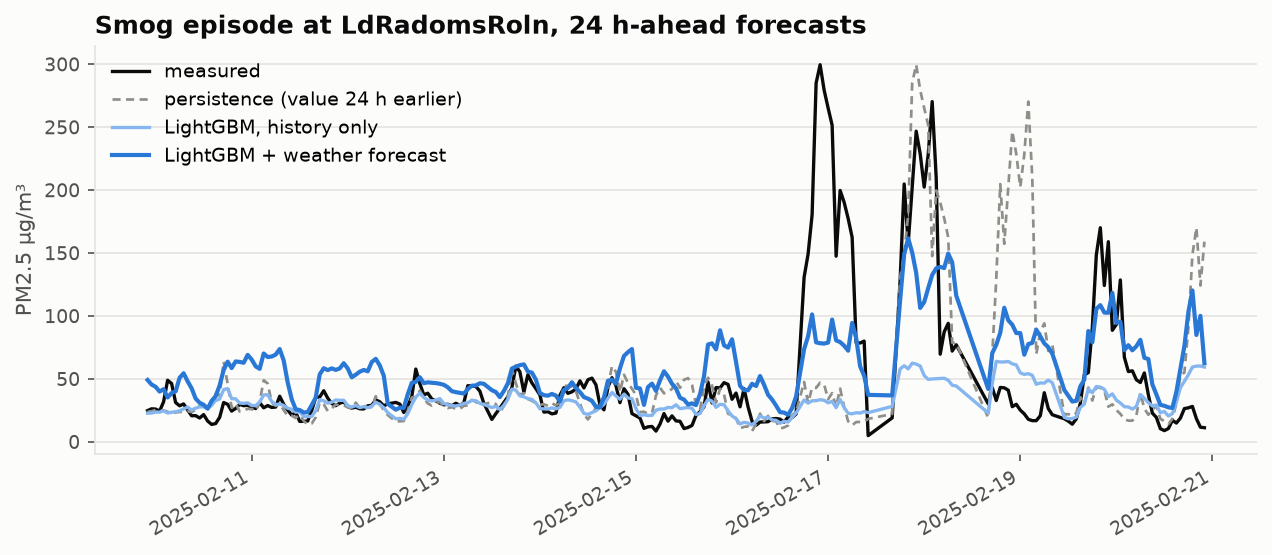 Smog episode at LdRadomsRoln, 24 h-ahead forecasts
measured
persistence (value 24 h earlier)
LightGBM, history only
LightGBM + weather forecast
PM2.5 µg/m³
300
250
200
150
100
50
0
2025-02-11
2025-02-13
2025-02-15
2025-02-17
2025-02-19
2025-02-21